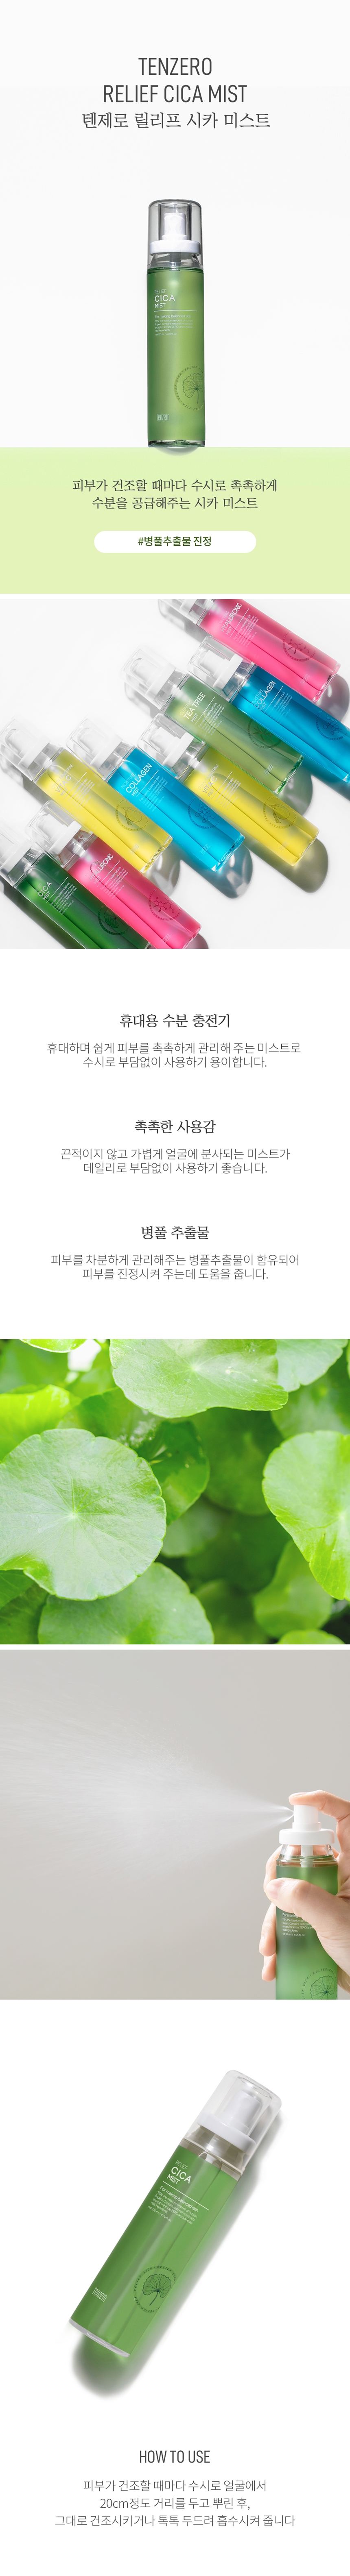 TENZERO
RELIEF CICA MIST
텐제로 릴리프 시카 미스트
RELIEF
CICA
MIST
피부가 건조할 때마다 수시로 촉촉하게
수분을 공급해주는 시카 미스트
#병풀추출물 진정
TEA TREE
COLLAGEN
COLLAGEN
CICA
휴대용 수분 충전기
휴대하며 쉽게 피부를 촉촉하게 관리해 주는 미스트로
수시로 부담없이 사용하기 용이합니다.
촉촉한 사용감
끈적이지 않고 가볍게 얼굴에 분사되는 미스트가
데일리로 부담없이 사용하기 좋습니다.
병풀 추출물
피부를 차분하게 관리해주는 병풀추출물이 함유되어
피부를 진정시켜 주는데 도움을 줍니다.
RELIEF
CICA
MIST
HOW TO USE
피부가 건조할 때마다 수시로 얼굴에서
20cm정도 거리를 두고 뿌린 후,
그대로 건조시키거나 톡톡 두드려 흡수시켜 줍니다